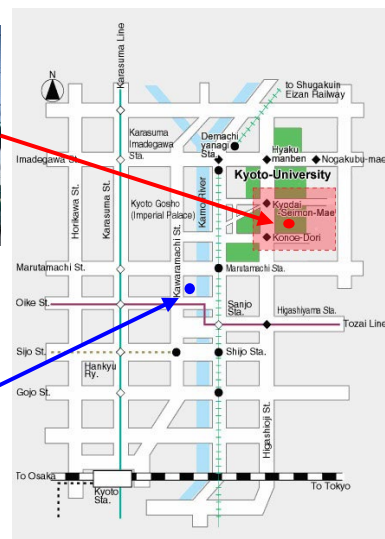 Karasuma Line
N
to Shugakuin
Eizan Railway
Karasuma
Imadegawa
Sta.
Demachi
yanagi
Sta.
Hyaku
manben
Nogakubu-mae
Imadegawa St.
Kyoto-University
Horikawa St.
Karasuma St.
Kyoto Gosho
(Imperial Palace)
Kamo River
Kawaramachi St.
Kyodai
-Seimon-Mae
Konoe-Dori
Marutamachi St.
Marutamachi Sta.
Oike St.
Sanjo
Sta.
Higashiyama Sta.
Tozai Line
Sijo St.
Shijo Sta.
Hankyu
Ry.
Gojo St.
Higashioji St.
To Osaka
Kyoto
Sta.
To Tokyo